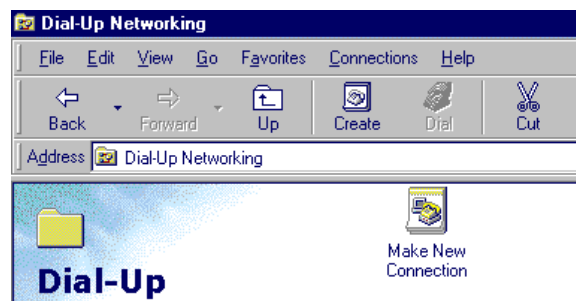 Dial-Up Networking
File Edit View Go Favorites Connections Help
Back Forward Up Create Dial Cut
Address Dial-Up Networking
Make New
Connection
Dial-Up